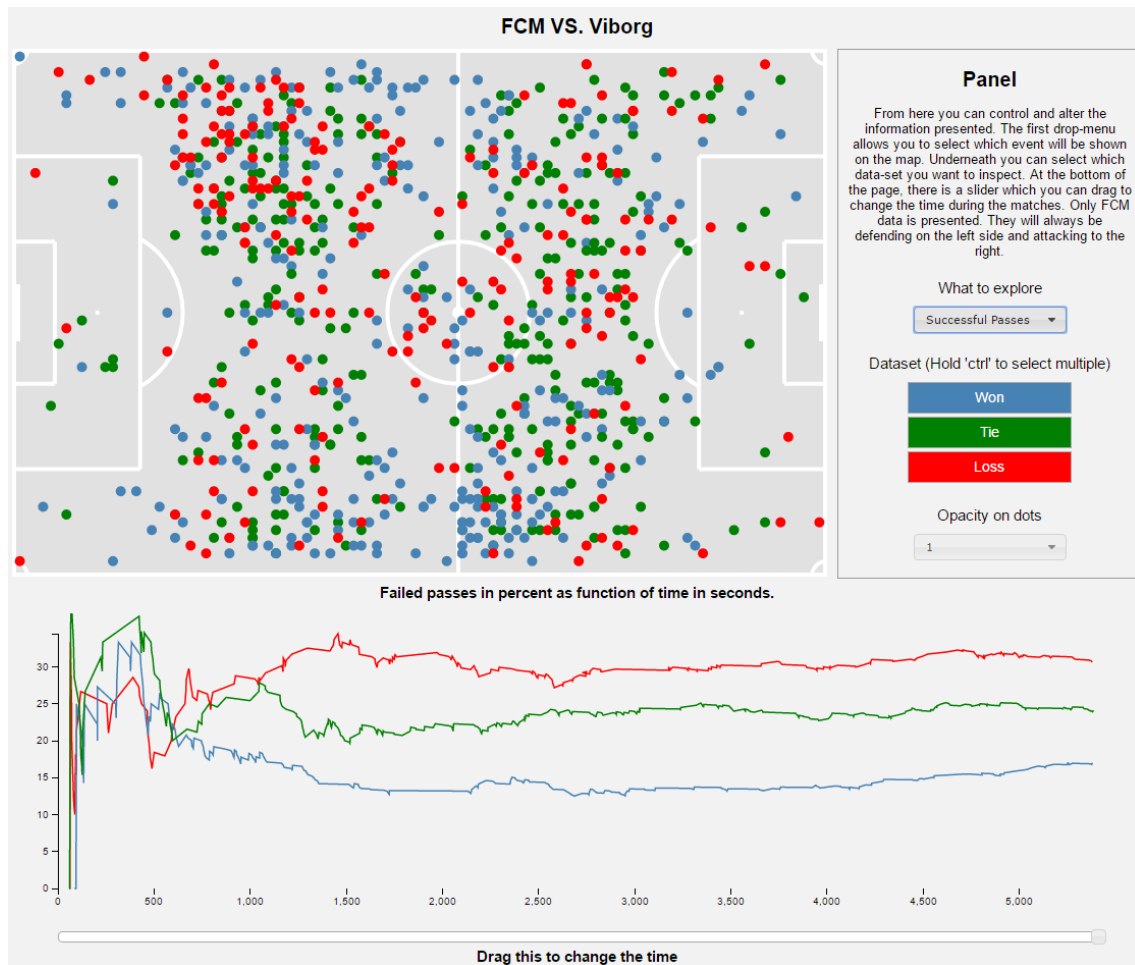 FCM VS. Viborg
Panel
From here you can control and alter the
information presented. The first drop-menu
allows you to select which event will be shown
on the map. Underneath you can select which
data-set you want to inspect. At the bottom of
the page, there is a slider which you can drag to
change the time during the matches. Only FCM
data is presented. They will always be
defending on the left side and attacking to the
right.
What to explore
Successful Passes
Dataset (Hold 'ctrl' to select multiple)
Won
Tie
Loss
Opacity on dots
1
Failed passes in percent as function of time in seconds.
30
25
20
15
10
5
0
0 500 1,000 1,500 2,000 2,500 3,000 3,500 4,000 4,500 5,000
Drag this to change the time